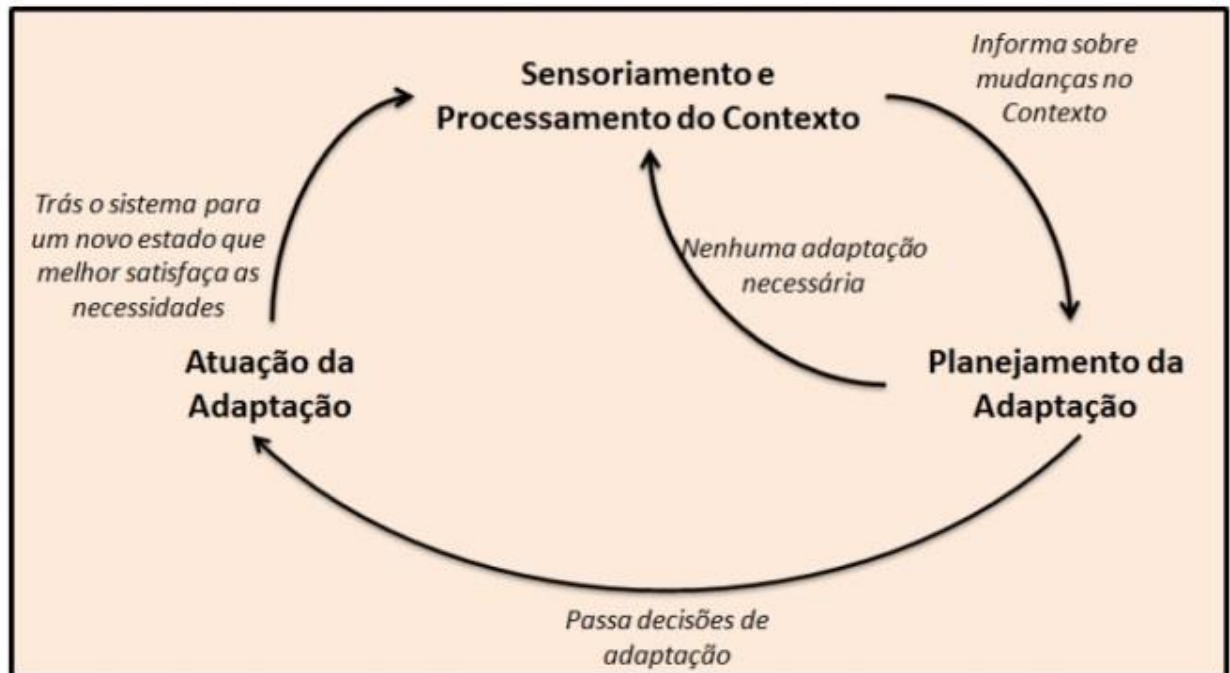 Sensoriamento e
Processamento do Contexto
Informa sobre
mudanças no
Contexto
Trás o sistema para
um novo estado que
melhor satisfaça as
necessidades
Nenhuma adaptação
necessária
Atuação da
Adaptação
Planejamento da
Adaptação
Passa decisões de
adaptação